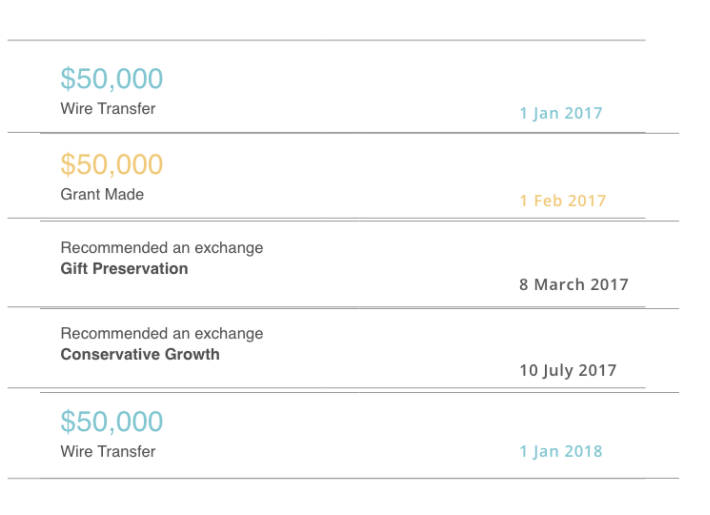 $50,000
Wire Transfer
1 Jan 2017
$50,000
Grant Made
1 Feb 2017
Recommended an exchange
Gift Preservation
8 March 2017
Recommended an exchange
Conservative Growth
10 July 2017
$50,000
Wire Transfer
1 Jan 2018